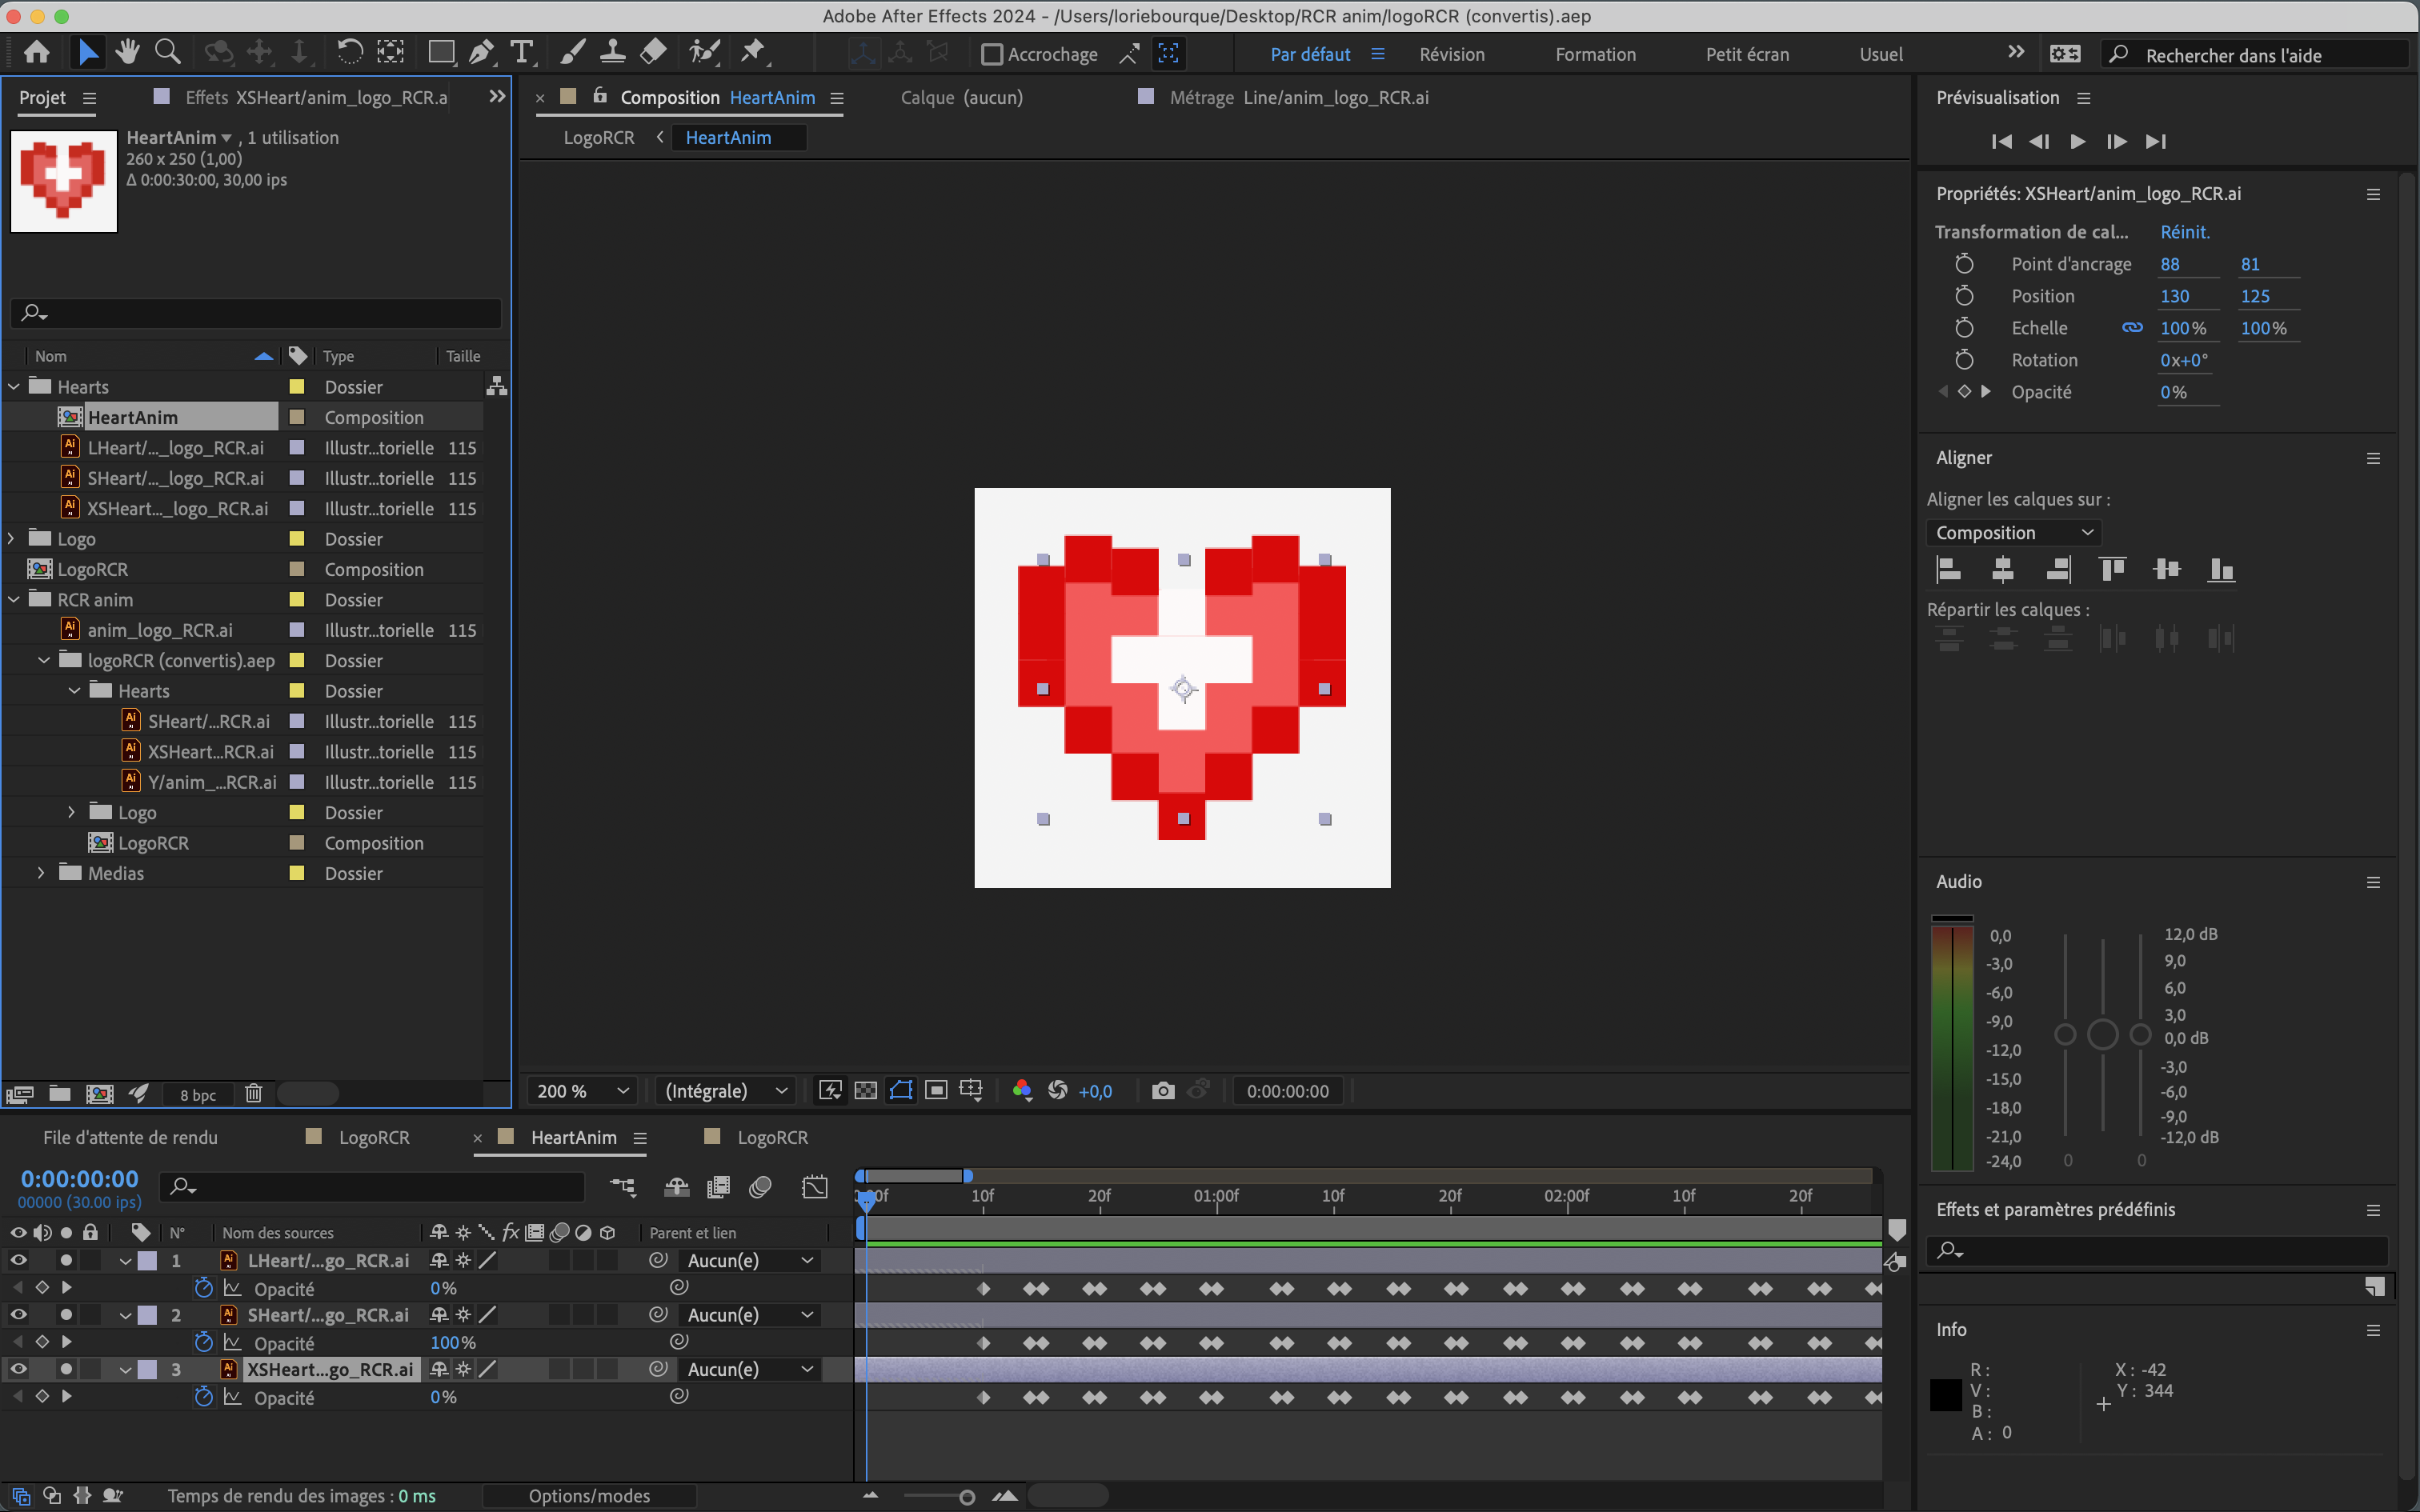 Adobe After Effects 2024 - /Users/loriebourque/Desktop/RCR anim/logoRCR (convertis).aep
Accrochage
Par défaut
Révision
Formation
Petit écran
Usuel
Rechercher dans l'aide
Projet
Effets XSHeart/anim_logo_RCR.a
HeartAnim , 1 utilisation
260 x 250 (1,00)
Δ 0:00:30:00, 30,00 ips
Nom Type Taille
Hearts Dossier
HeartAnim Composition
LHeart/..._logo_RCR.ai Illustr...torielle 115
SHeart/..._logo_RCR.ai Illustr...torielle 115
XSHeart..._logo_RCR.ai Illustr...torielle 115
Logo Dossier
LogoRCR Composition
RCR anim Dossier
anim_logo_RCR.ai Illustr...torielle 115
logoRCR (convertis).aep Dossier
Hearts Dossier
SHeart/...RCR.ai Illustr...torielle 115
XSHeart...RCR.ai Illustr...torielle 115
Y/anim_...RCR.ai Illustr...torielle 115
Logo Dossier
LogoRCR Composition
Medias Dossier
8 bpc
Composition HeartAnim
Calque (aucun)
Métrage Line/anim_logo_RCR.ai
LogoRCR
HeartAnim
200 %
(Intégrale)
+0,0
0:00:00:00
Prévisualisation
Propriétés: XSHeart/anim_logo_RCR.ai
Transformation de cal... Réinit.
Point d'ancrage 88 81
Position 130 125
Echelle 100% 100%
Rotation 0x+0°
Opacité 0%
Aligner
Aligner les calques sur :
Composition
Répartir les calques :
Audio
0,0
-3,0
-6,0
-9,0
-12,0
-15,0
-18,0
-21,0
-24,0
12,0 dB
9,0
6,0
3,0
0,0 dB
-3,0
-6,0
-9,0
-12,0 dB
0 0
Effets et paramètres prédéfinis
Info
R :
V :
B :
A : 0
X : -42
Y : 344
File d'attente de rendu
LogoRCR
HeartAnim
LogoRCR
0:00:00:00
00000 (30.00 ips)
10f 20f 01:00f 10f 20f 02:00f 10f 20f
N° Nom des sources fx Parent et lien
1 LHeart/...go_RCR.ai Aucun(e)
Opacité 0%
2 SHeart/...go_RCR.ai Aucun(e)
Opacité 100%
3 XSHeart...go_RCR.ai Aucun(e)
Opacité 0%
Temps de rendu des images : 0 ms
Options/modes